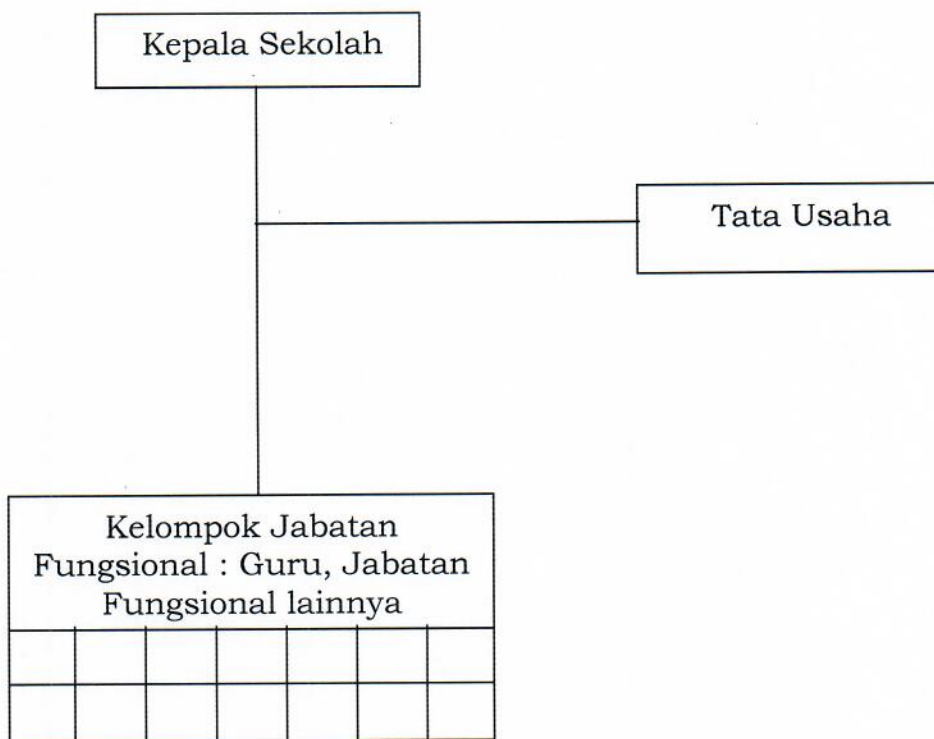 Kepala Sekolah
Tata Usaha
Kelompok Jabatan
Fungsional : Guru, Jabatan
Fungsional lainnya